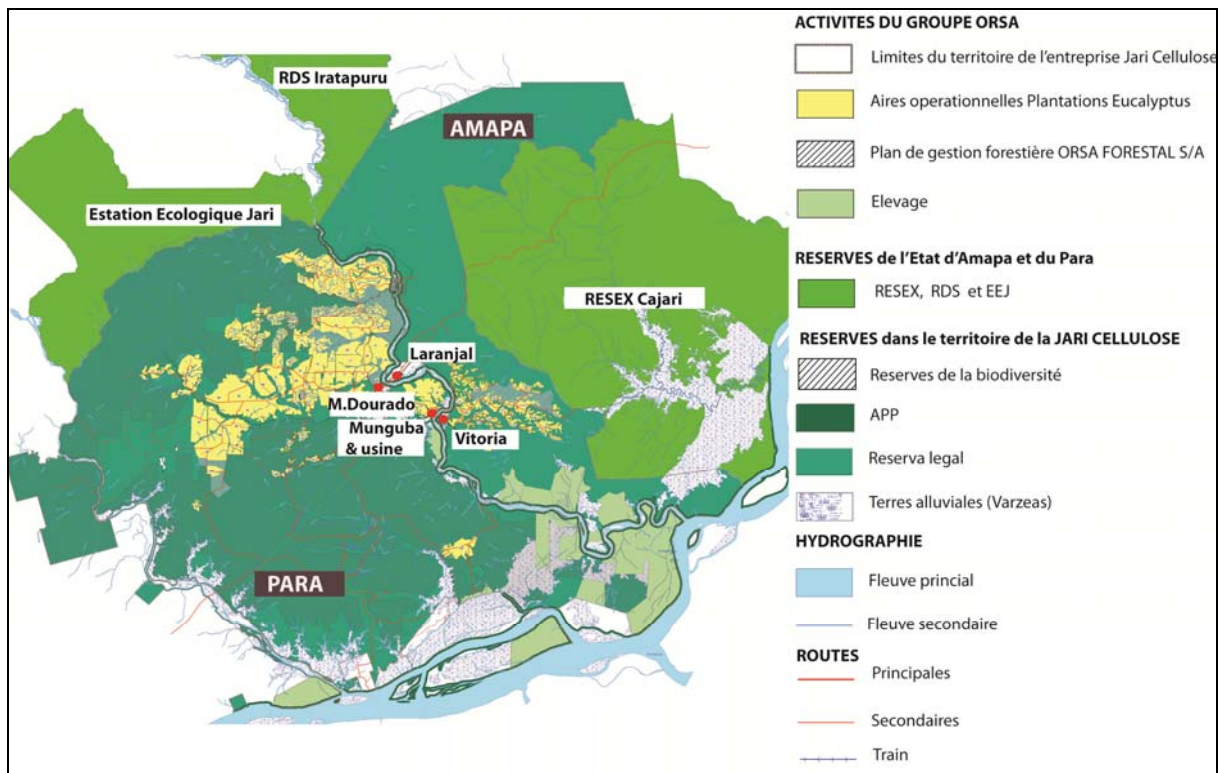 RDS Iratapuru
AMAPA
Estation Ecologique Jari
RESEX Cajari
Laranjal
M.Dourado
Munguba
& usine
Vitoria
PARA
ACTIVITES DU GROUPE ORSA
Limites du territoire de l'entreprise Jari Cellulose
Aires operationnelles Plantations Eucalyptus
Plan de gestion forestière ORSA FORESTAL S/A
Elevage
RESERVES de l'Etat d'Amapa et du Para
RESEX, RDS et EEJ
RESERVES dans le territoire de la JARI CELLULOSE
Reserves de la biodiversité
APP
Reserva legal
Terres alluviales (Varzeas)
HYDROGRAPHIE
Fleuve princial
Fleuve secondaire
ROUTES
Principales
Secondaires
Train